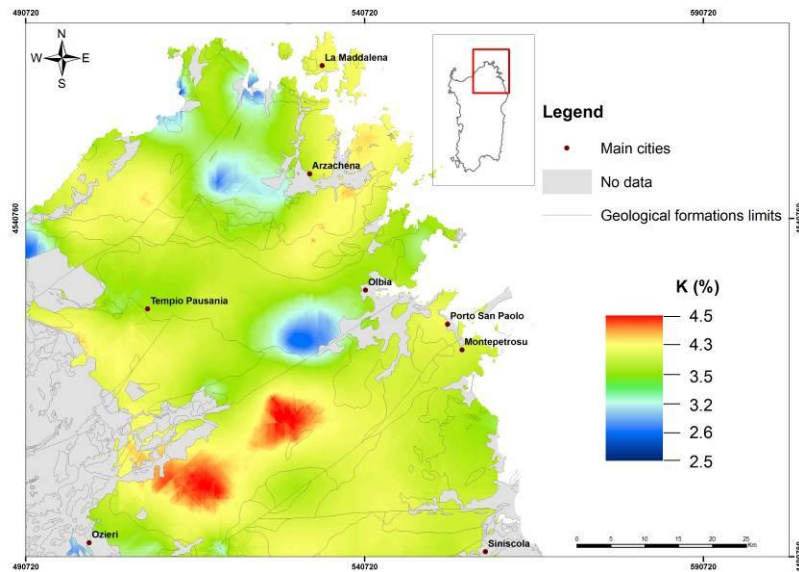 490720 540720 590720
N
W E
S
La Maddalena
Legend
Main cities
Arzachena
No data
4540760 4540760
Geological formations limits
Olbia
K (%)
Tempio Pausania
Porto San Paolo
4.5
Montepetrosu
4.3
3.5
3.2
2.6
2.5
Ozieri
0 5 10 15 20 25
Km
Siniscola
490720 540720 590720